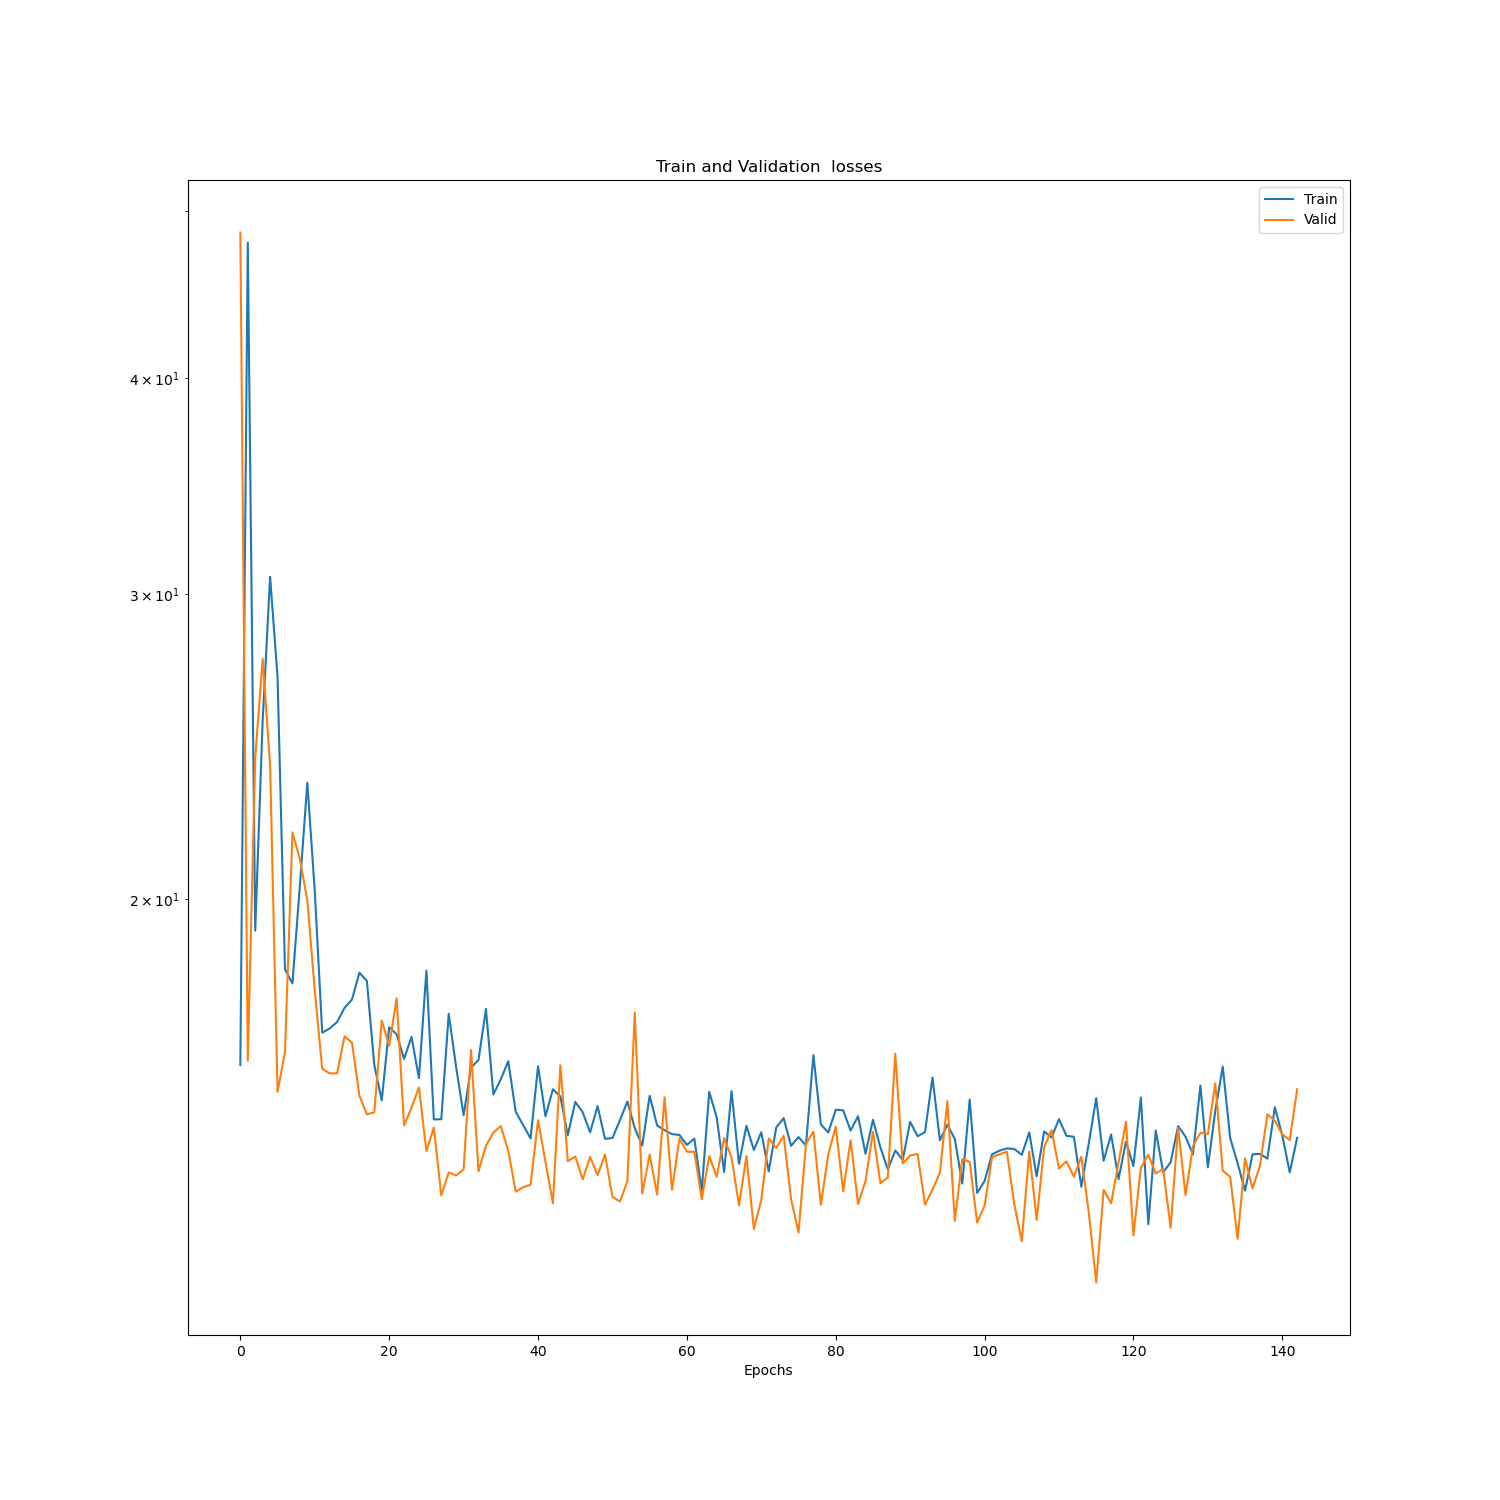 Train and Validation  losses
Train
Valid
4 × 10¹
3 × 10¹
2 × 10¹
0 20 40 60 80 100 120 140
Epochs